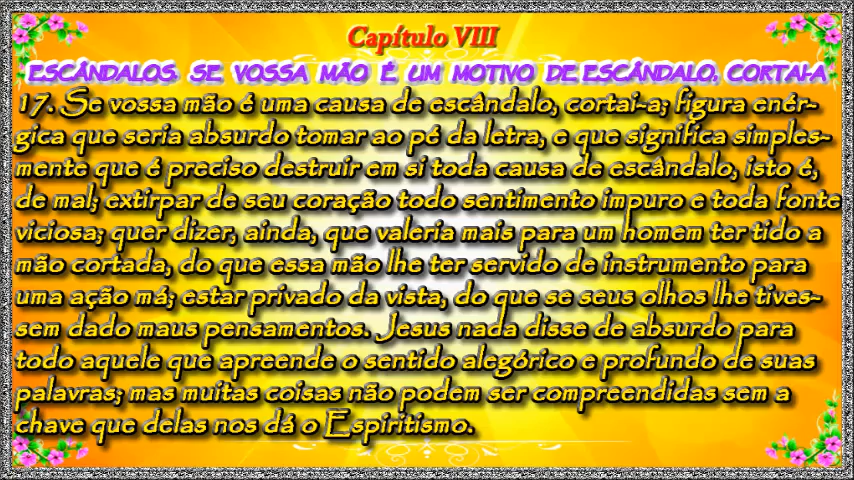 Capítulo VIII
ESCÂNDALOS. SE VOSSA MÃO É UM MOTIVO DE ESCÂNDALO, CORTAI-A
17. Se vossa mão é uma causa de escândalo, cortai-a; figura enér-
gica que seria absurdo tomar ao pé da letra, e que significa simples-
mente que é preciso destruir em si toda causa de escândalo, isto é,
de mal; extirpar de seu coração todo sentimento impuro e toda fonte
viciosa; quer dizer, ainda, que valeria mais para um homem ter tido a
mão cortada, do que essa mão lhe ter servido de instrumento para
uma ação má; estar privado da vista, do que se seus olhos lhe tives-
sem dado maus pensamentos. Jesus nada disse de absurdo para
todo aquele que apreende o sentido alegórico e profundo de suas
palavras; mas muitas coisas não podem ser compreendidas sem a
chave que delas nos dá o Espiritismo.